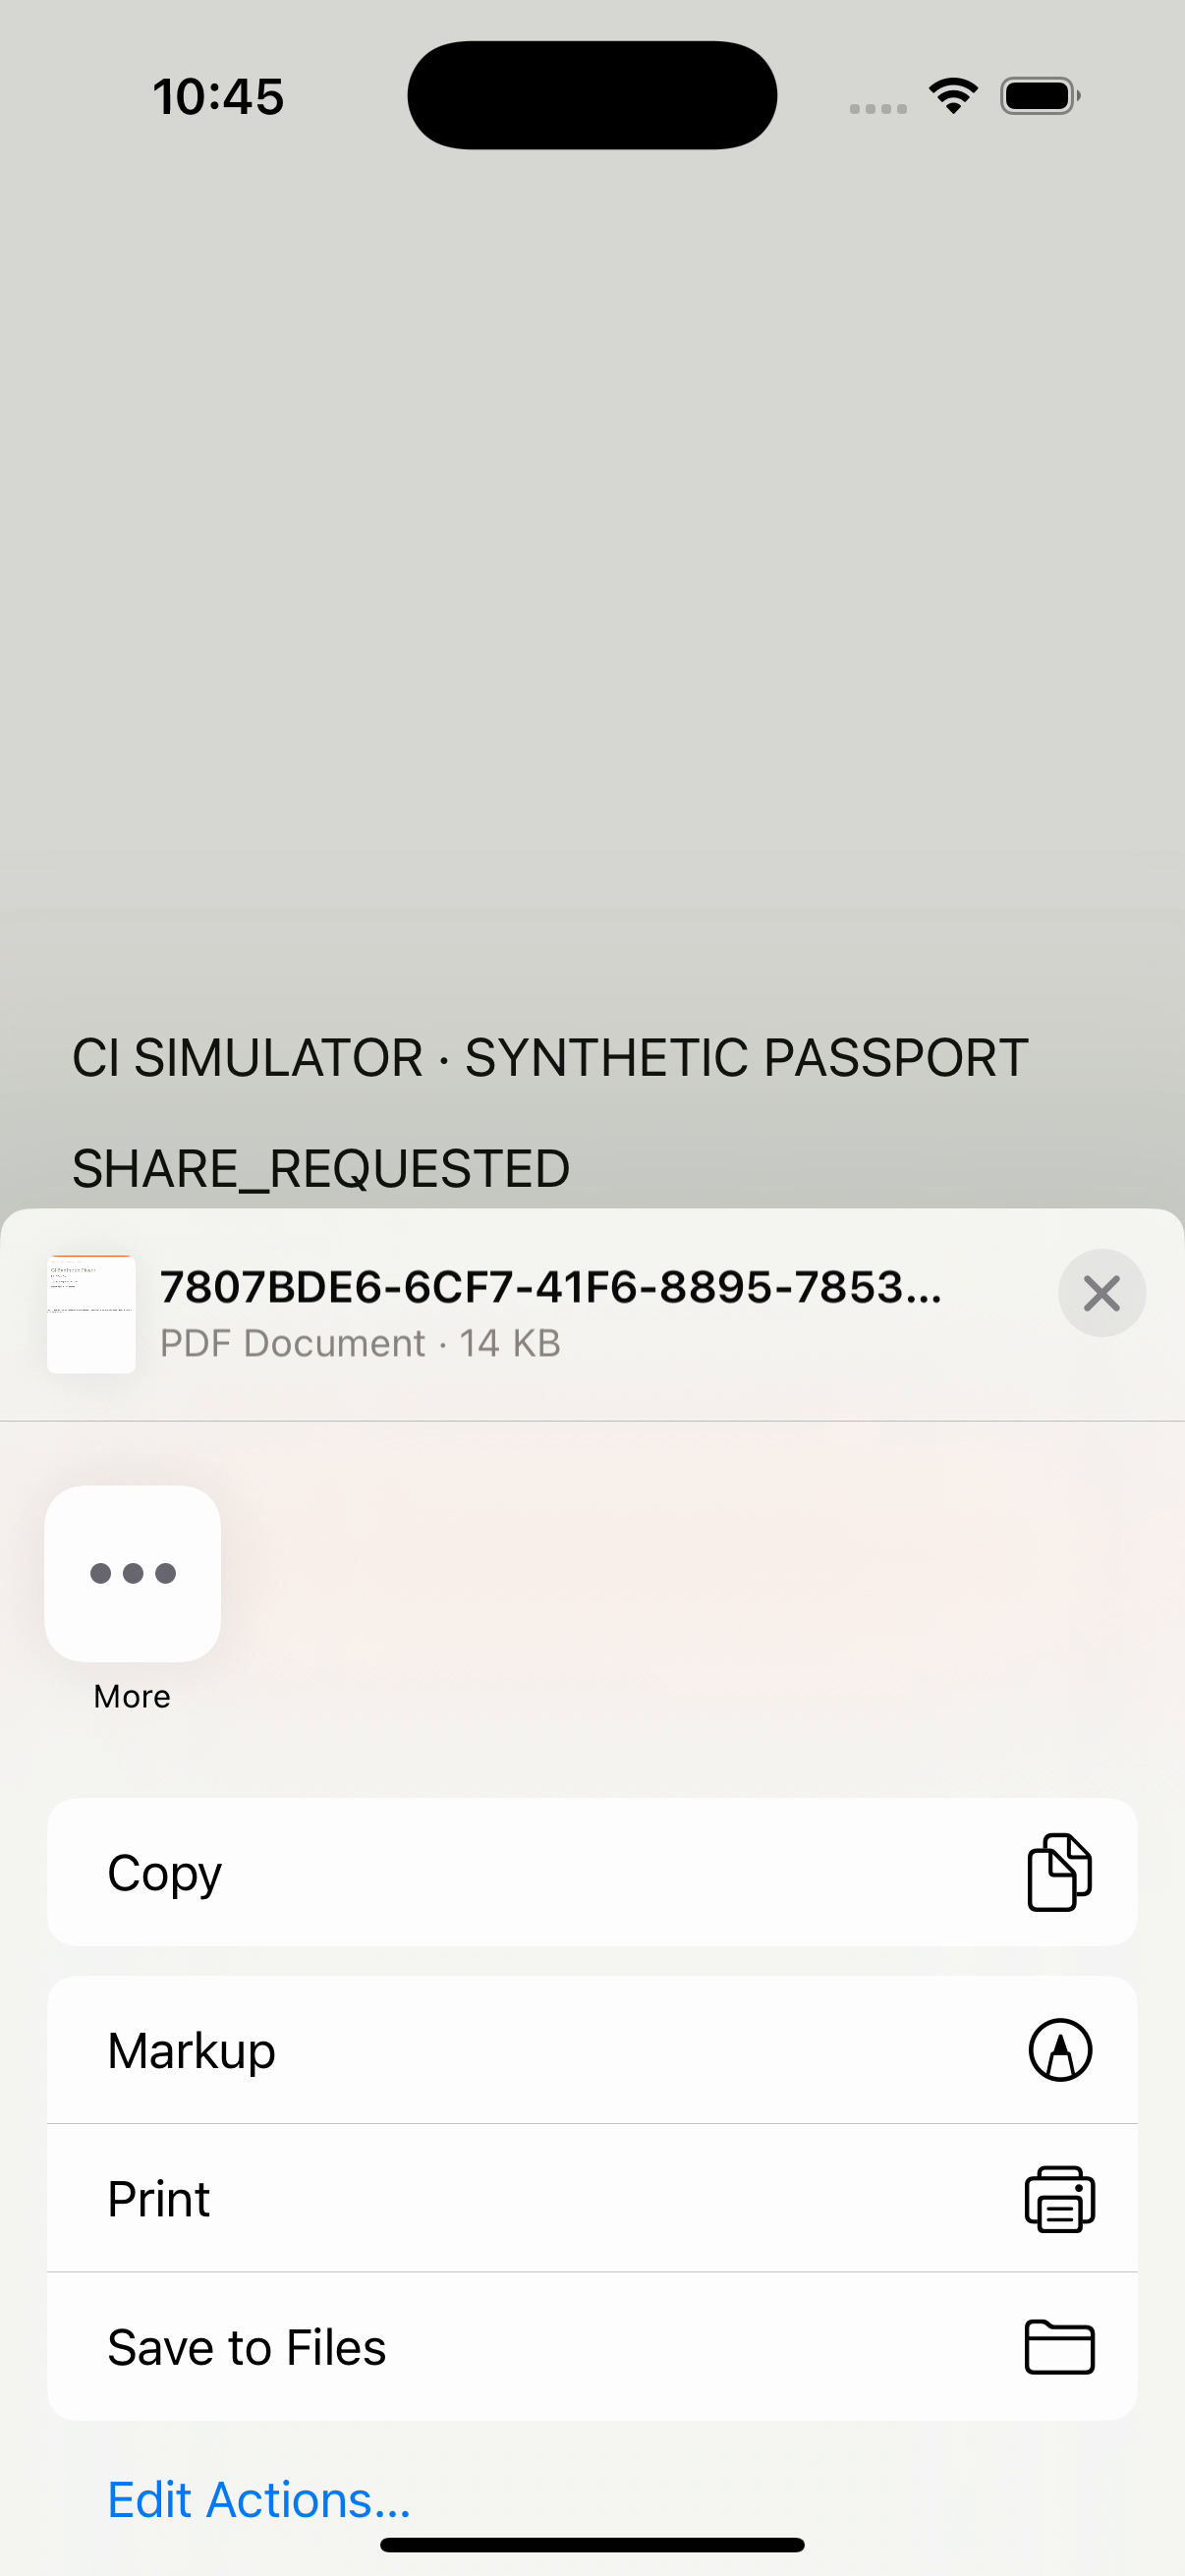 10:45
CI SIMULATOR · SYNTHETIC PASSPORT
SHARE_REQUESTED
7807BDE6-6CF7-41F6-8895-7853...
PDF Document · 14 KB
More
Copy
Markup
Print
Save to Files
Edit Actions...